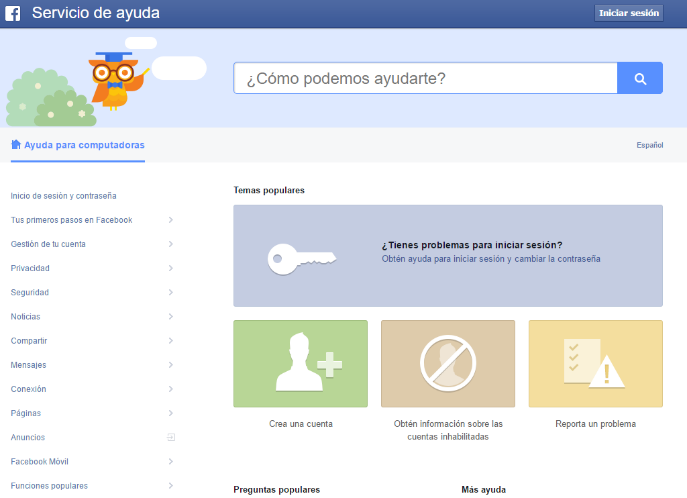 Servicio de ayuda
Iniciar sesión
¿Cómo podemos ayudarte?
Ayuda para computadoras
Español
Inicio de sesión y contraseña
Tus primeros pasos en Facebook
Gestión de tu cuenta
Privacidad
Seguridad
Noticias
Compartir
Mensajes
Conexión
Páginas
Anuncios
Facebook Móvil
Funciones populares
Temas populares
¿Tienes problemas para iniciar sesión?
Obtén ayuda para iniciar sesión y cambiar la contraseña
Crea una cuenta
Obtén información sobre las
cuentas inhabilitadas
Reporta un problema
Preguntas populares
Más ayuda